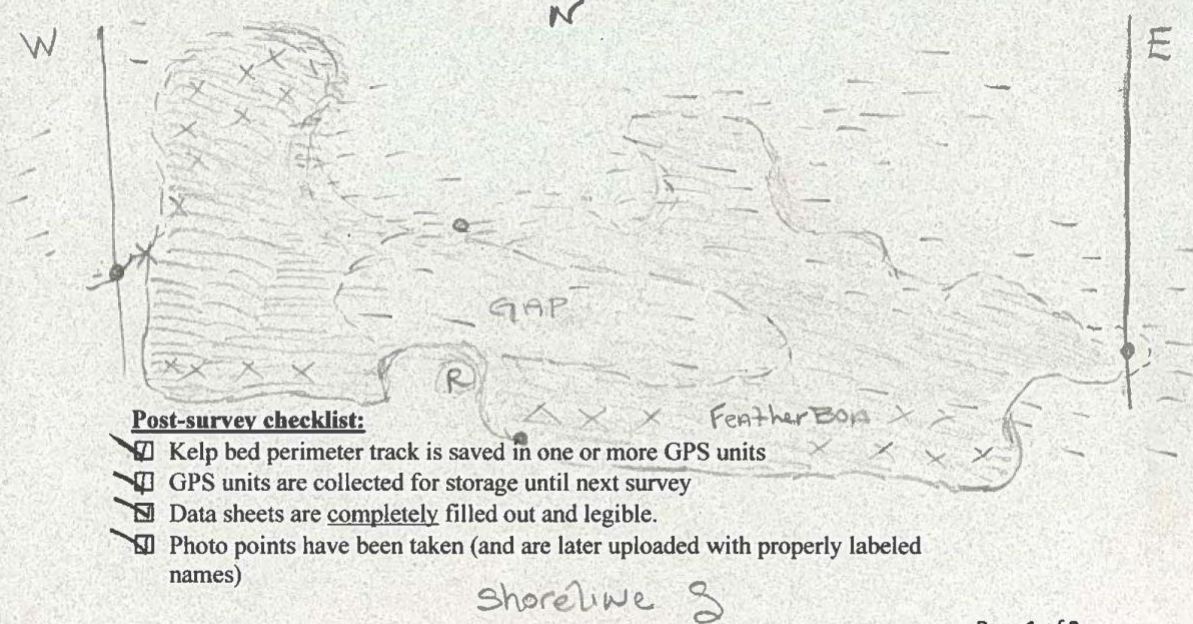 N
W
E
GAP
R
FeatherBOA
Post-survey checklist:
Kelp bed perimeter track is saved in one or more GPS units
GPS units are collected for storage until next survey
Data sheets are completely filled out and legible.
Photo points have been taken (and are later uploaded with properly labeled
names)
Shoreline